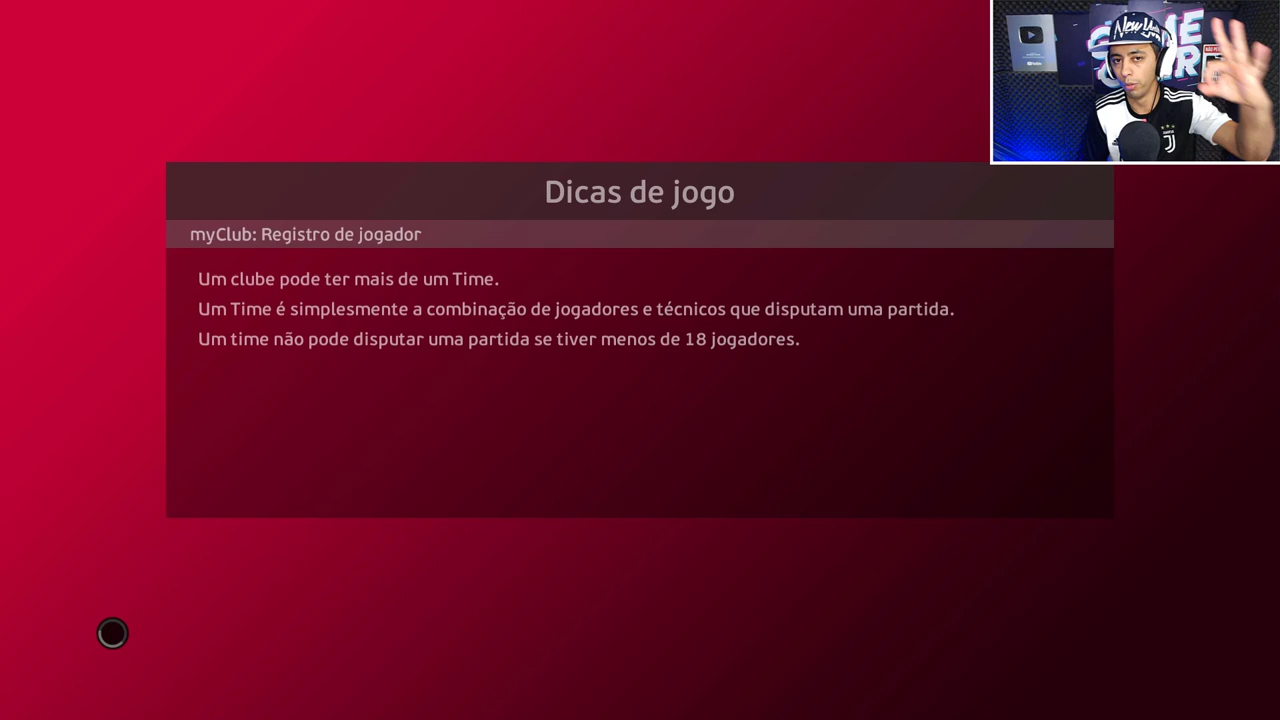 Dicas de jogo
myClub: Registro de jogador
Um clube pode ter mais de um Time.
Um Time é simplesmente a combinação de jogadores e técnicos que disputam uma partida.
Um time não pode disputar uma partida se tiver menos de 18 jogadores.
New York